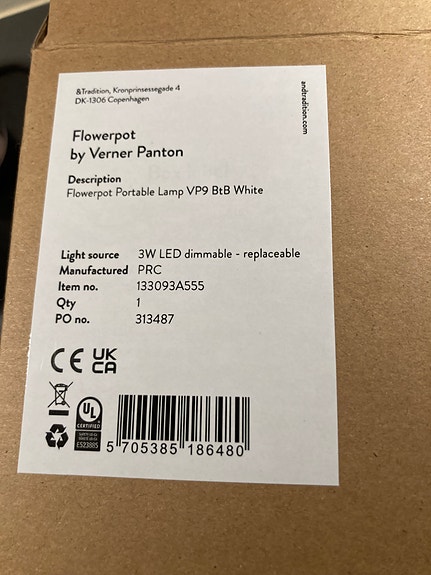 &Tradition, Kronprinsessegade 4
DK-1306 Copenhagen
andtradition.com
Flowerpot
by Verner Panton
Description
Flowerpot Portable Lamp VP9 BtB White
Light source 3W LED dimmable - replaceable
Manufactured PRC
Item no. 133093A555
Qty 1
PO no. 313487
CE UK CA
UL
CERTIFIED
E523885
5 705385 186480